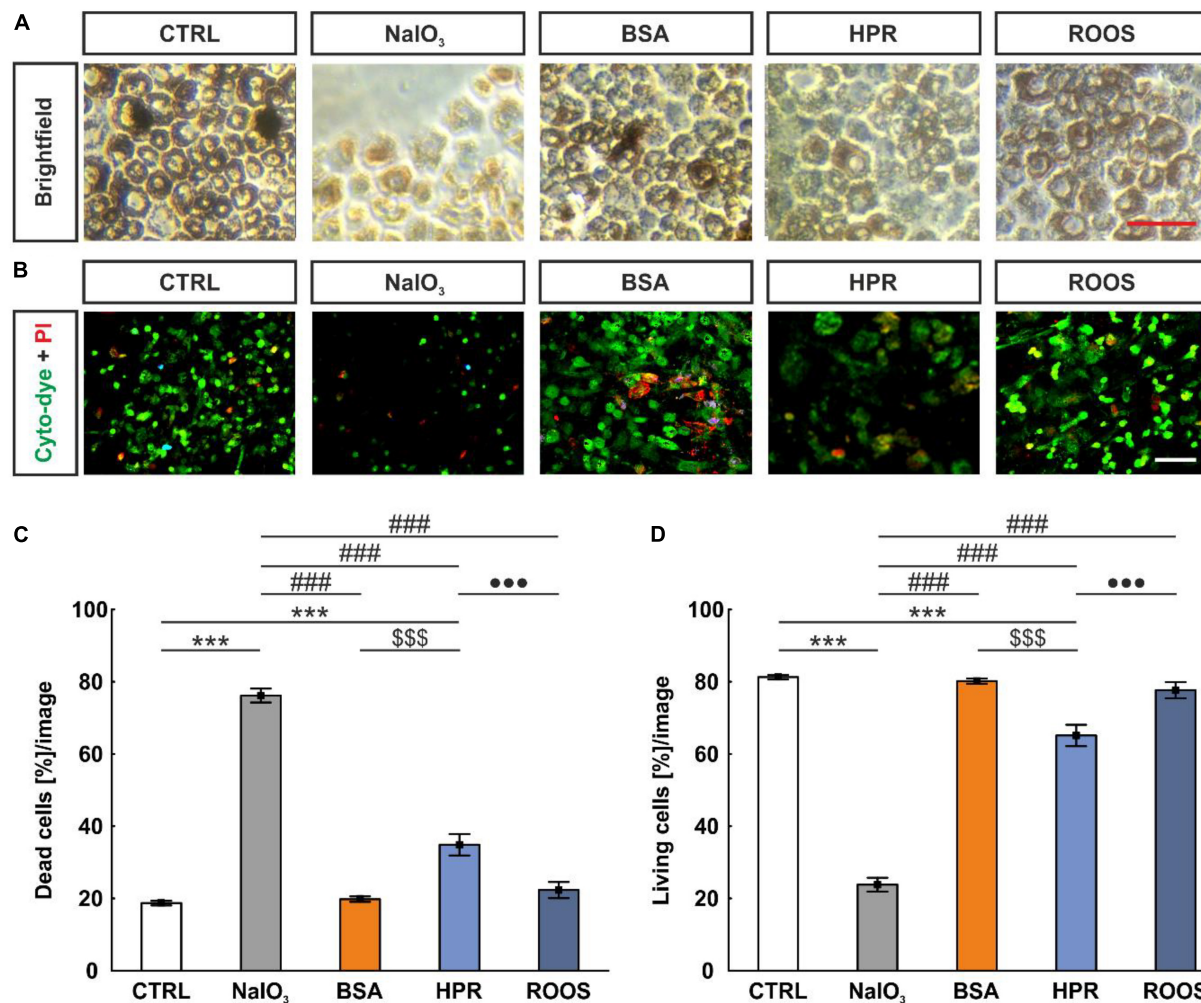 A
CTRL NaIO₃ BSA HPR ROOS
Brightfield
B
CTRL NaIO₃ BSA HPR ROOS
Cyto-dye + PI
C
###
###
### •••
***
*** $$$
100
80
60
40
20
0
Dead cells [%]/image
CTRL NaIO₃ BSA HPR ROOS
D
###
###
### •••
***
*** $$$
100
80
60
40
20
0
Living cells [%]/image
CTRL NaIO₃ BSA HPR ROOS